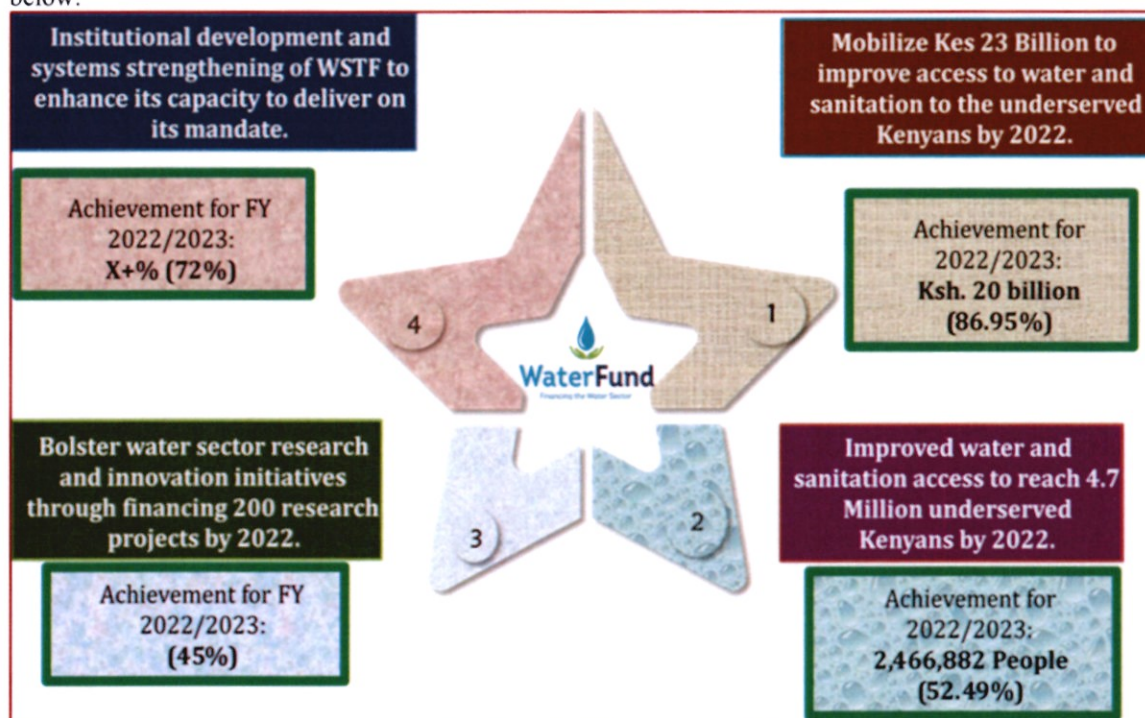 below:
Institutional development and
systems strengthening of WSTF to
enhance its capacity to deliver on
its mandate.
Mobilize Kes 23 Billion to
improve access to water and
sanitation to the underserved
Kenyans by 2022.
Achievement for FY
2022/2023:
X+% (72%)
Achievement for
2022/2023:
Ksh. 20 billion
(86.95%)
4
1
WaterFund
Financing the Water Sector
Bolster water sector research
and innovation initiatives
through financing 200 research
projects by 2022.
Improved water and
sanitation access to reach 4.7
Million underserved
Kenyans by 2022.
3
2
Achievement for FY
2022/2023:
(45%)
Achievement for
2022/2023:
2,466,882 People
(52.49%)